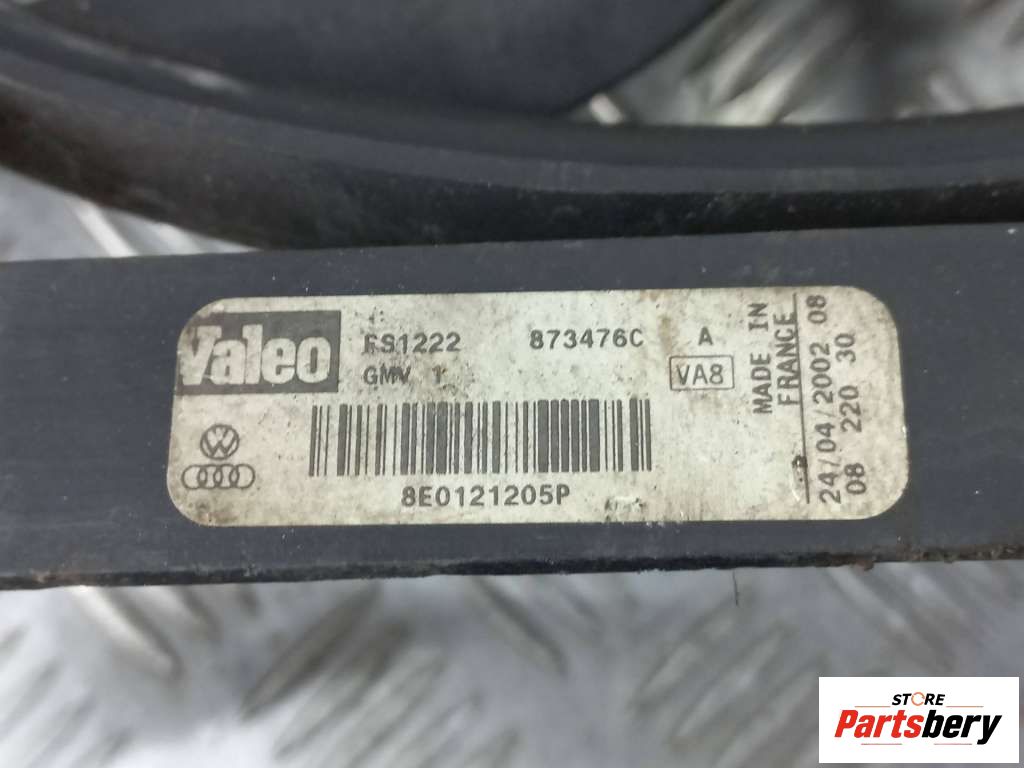 Valeo
FS1222 873476C A
GMV 1 VA8
8E0121205P
MADE IN
FRANCE
24/04/2002 08
08 220 30
STORE
Partsbery